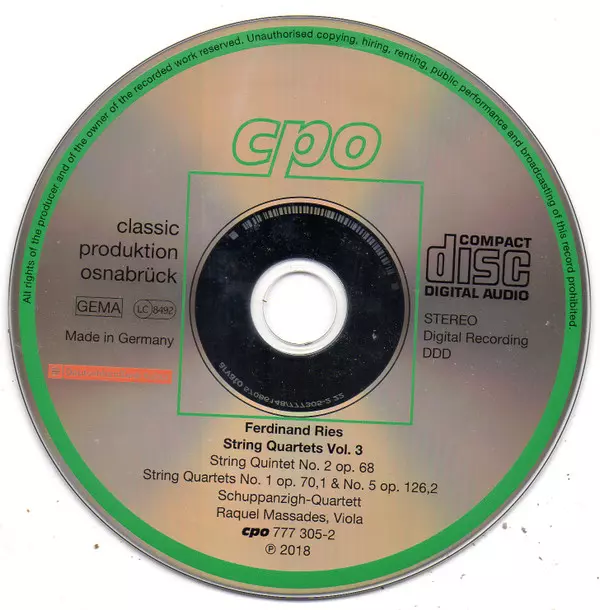 All rights of the producer and of the owner of the recorded work reserved. Unauthorised copying, hiring, renting, public performance and broadcasting of this record prohibited.
cpo
classic
produktion
osnabrück
GEMA
LC 8492
Made in Germany
COMPACT
disc
DIGITAL AUDIO
STEREO
Digital Recording
DDD
Ferdinand Ries
String Quartets Vol. 3
String Quintet No. 2 op. 68
String Quartets No. 1 op. 70,1 & No. 5 op. 126,2
Schuppanzigh-Quartett
Raquel Massades, Viola
cpo 777 305-2
℗ 2018